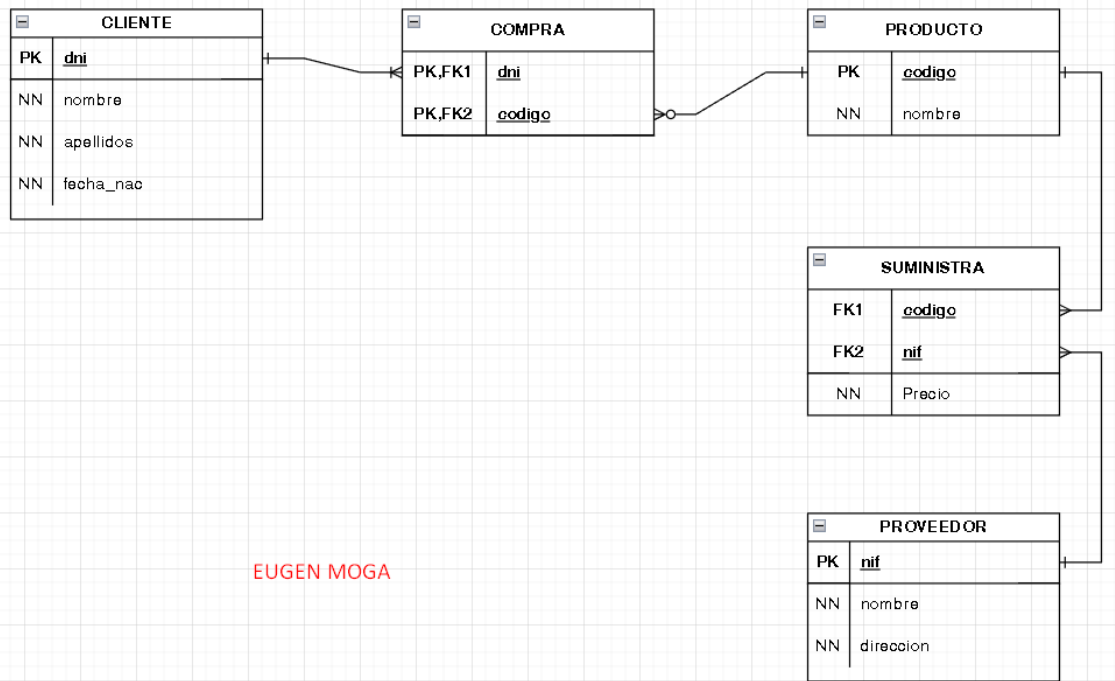 CLIENTE
PK dni
NN nombre
NN apellidos
NN fecha_nac
COMPRA
PK,FK1 dni
PK,FK2 codigo
PRODUCTO
PK codigo
NN nombre
SUMINISTRA
FK1 codigo
FK2 nif
NN Precio
PROVEEDOR
PK nif
NN nombre
NN direccion
EUGEN MOGA